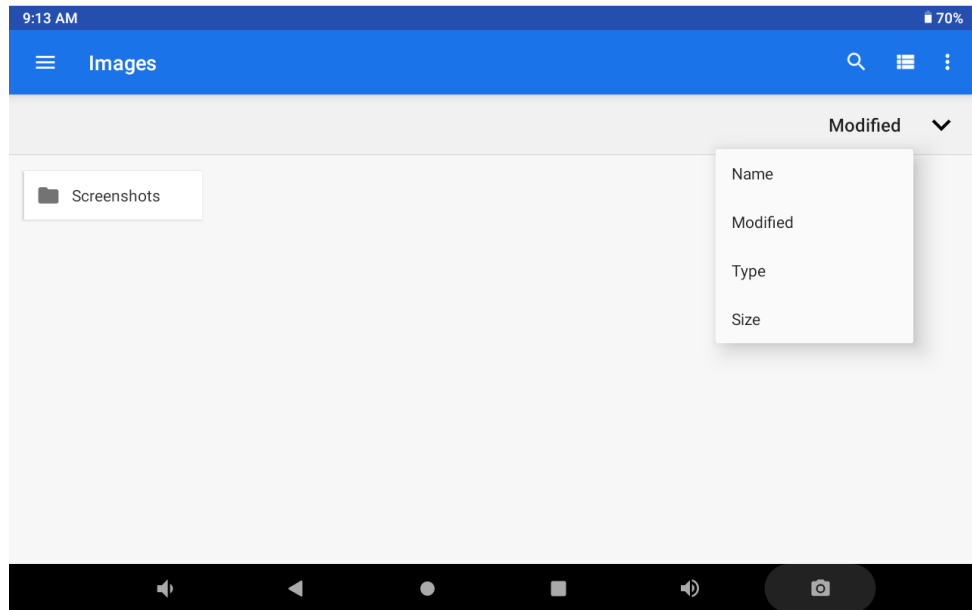 9:13 AM 70%
Images
Modified
Name
Screenshots
Modified
Type
Size